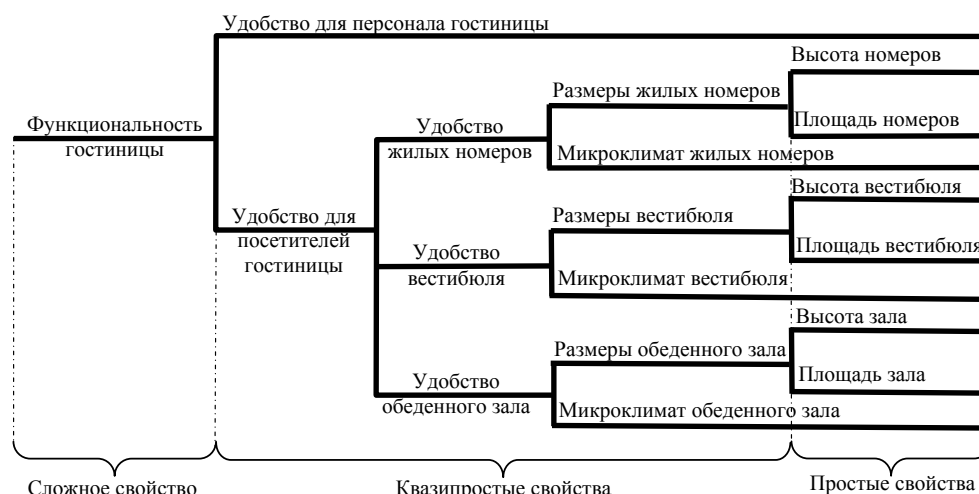 Удобство для персонала гостиницы
Высота номеров
Размеры жилых номеров
Площадь номеров
Функциональность
гостиницы
Удобство
жилых номеров
Микроклимат жилых номеров
Высота вестибюля
Удобство для
посетителей
гостиницы
Размеры вестибюля
Площадь вестибюля
Удобство
вестибюля
Микроклимат вестибюля
Высота зала
Размеры обеденного зала
Площадь зала
Удобство
обеденного зала
Микроклимат обеденного зала
Сложное свойство
Квазипростые свойства
Простые свойства